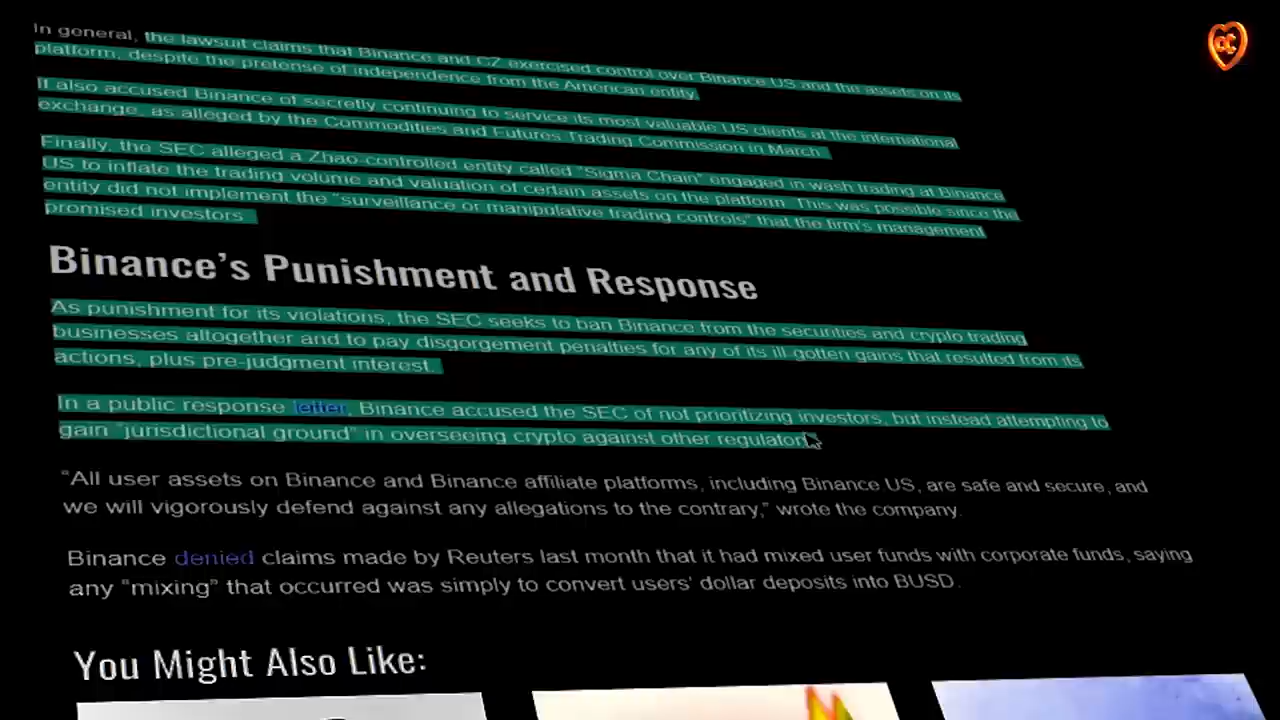 In general, the lawsuit claims that Binance and CZ exercised control over Binance US and the assets on its
platform, despite the pretense of independence from the American entity.
It also accused Binance of secretly continuing to service its most valuable US clients at the international
exchange, as alleged by the Commodities and Futures Trading Commission in March.
Finally, the SEC alleged a Zhao-controlled entity called “Sigma Chain” engaged in wash trading at Binance
US to inflate the trading volume and valuation of certain assets on the platform. This was possible since the
entity did not implement the “surveillance or manipulative trading controls” that the firm’s management
promised investors.
Binance’s Punishment and Response
As punishment for its violations, the SEC seeks to ban Binance from the securities and crypto trading
businesses altogether and to pay disgorgement penalties for any of its ill-gotten gains that resulted from its
actions, plus pre-judgment interest.
In a public response letter, Binance accused the SEC of not prioritizing investors, but instead attempting to
gain “jurisdictional ground” in overseeing crypto against other regulators.
“All user assets on Binance and Binance affiliate platforms, including Binance US, are safe and secure, and
we will vigorously defend against any allegations to the contrary,” wrote the company.
Binance denied claims made by Reuters last month that it had mixed user funds with corporate funds, saying
any “mixing” that occurred was simply to convert users’ dollar deposits into BUSD.
You Might Also Like: